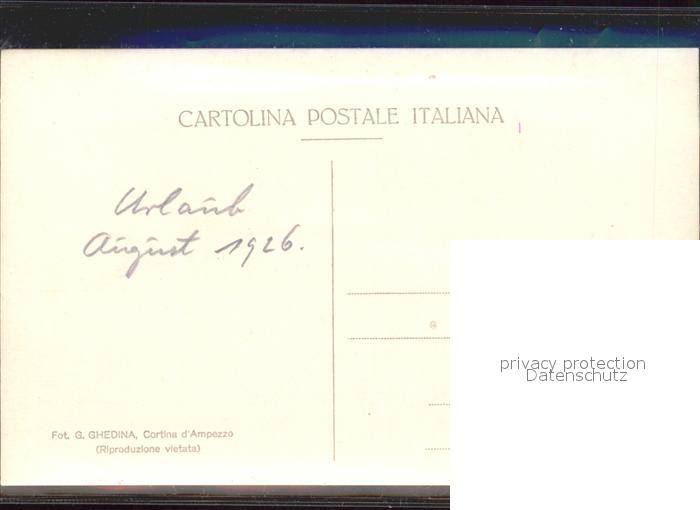 CARTOLINA POSTALE ITALIANA
Urlaub
August 1926.
Fot. G. GHEDINA, Cortina d'Ampezzo
(Riproduzione vietata)
privacy protection
Datenschutz